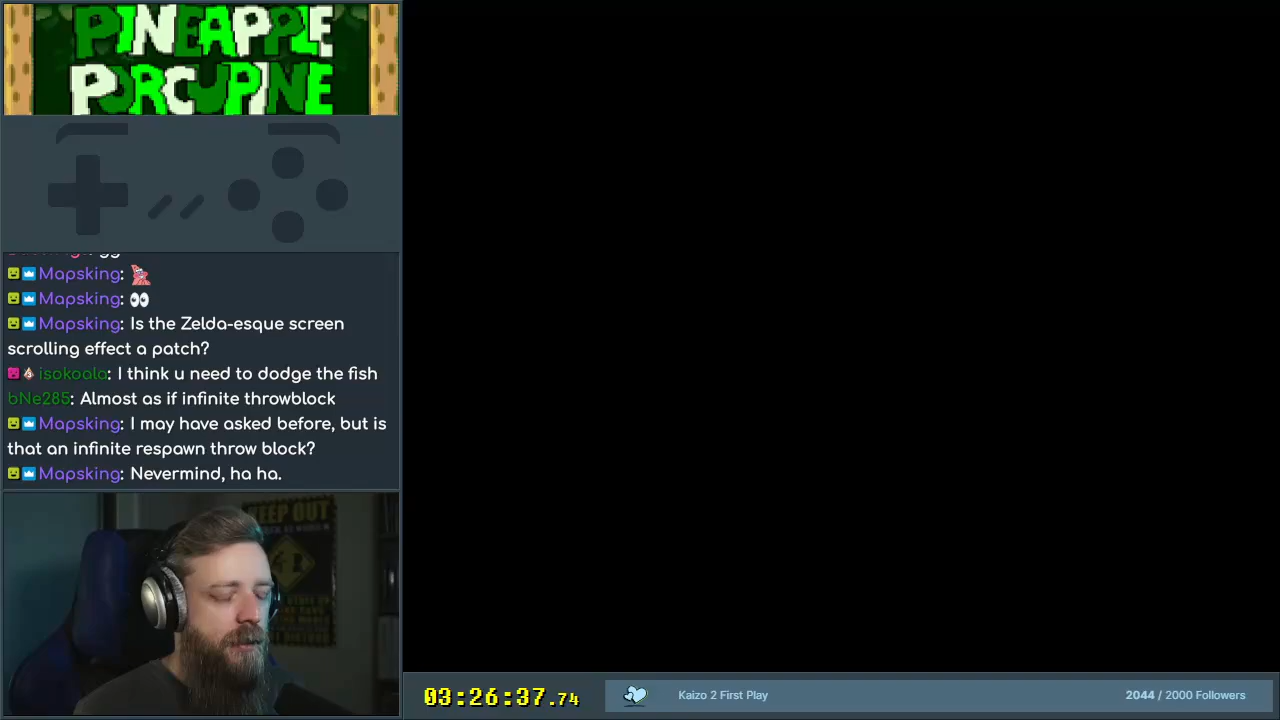 PINEAPPLE
PORCUPINE
Mapsking:
Mapsking:
Mapsking: Is the Zelda-esque screen
scrolling effect a patch?
isokoala: I think u need to dodge the fish
bNe285: Almost as if infinite throwblock
Mapsking: I may have asked before, but is
that an infinite respawn throw block?
Mapsking: Nevermind, ha ha.
KEEP OUT
03:26:37.74
Kaizo 2 First Play
2044 / 2000 Followers